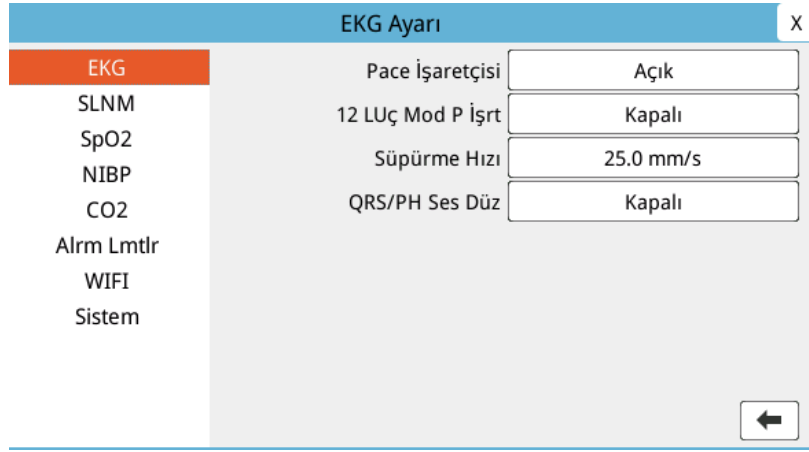 EKG Ayarı
X
EKG
SLNM
SpO2
NIBP
CO2
Alrm Lmtlr
WIFI
Sistem
Pace İşaretçisi Açık
12 LUç Mod P İşrt Kapalı
Süpürme Hızı 25.0 mm/s
QRS/PH Ses Düz Kapalı